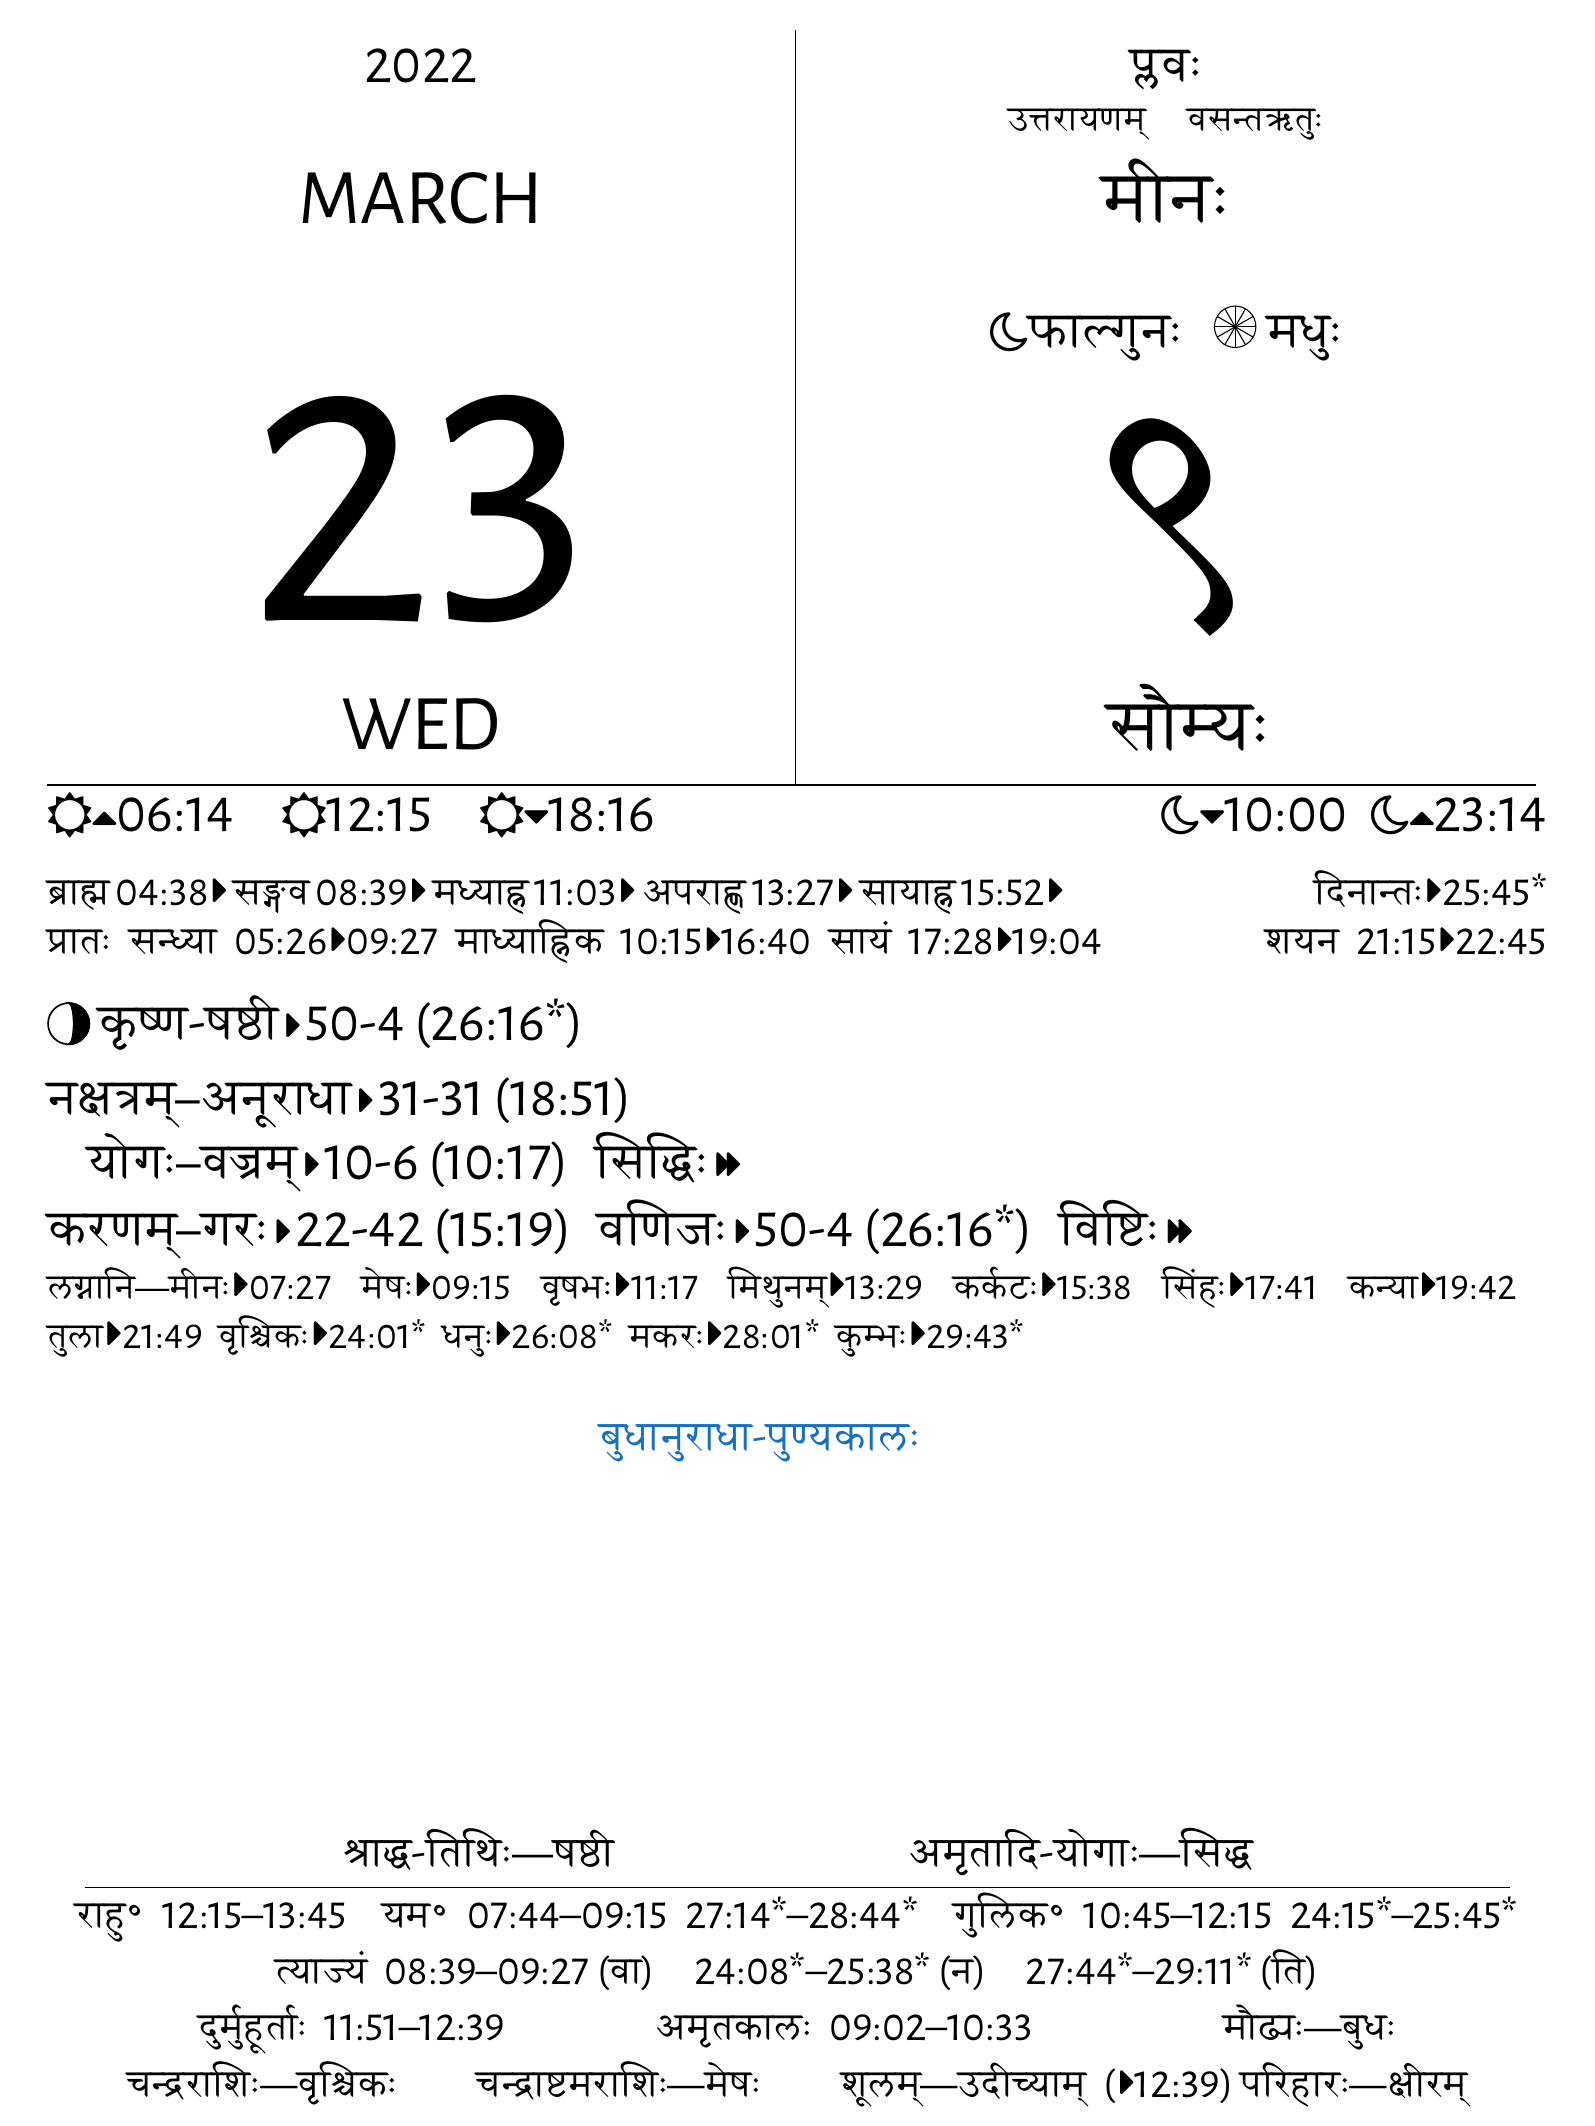 2022
MARCH
23
WED
प्लवः
उत्तरायणम् वसन्तऋतुः
मीनः
फाल्गुनः मधुः
९
सौम्यः
06:14 12:15 18:16 10:00 23:14
ब्राह्म 04:38 सङ्गव 08:39 मध्याह्न 11:03 अपराह्ण 13:27 सायाह्न 15:52 दिनान्तः 25:45*
प्रातः सन्ध्या 05:26 09:27 माध्याह्निक 10:15 16:40 सायं 17:28 19:04 शयन 21:15 22:45
कृष्ण-षष्ठी 50-4 (26:16*)
नक्षत्रम्–अनूराधा 31-31 (18:51)
योगः–वज्रम् 10-6 (10:17) सिद्धिः
करणम्–गरः 22-42 (15:19) वणिजः 50-4 (26:16*) विष्टिः
लग्नानि—मीनः 07:27 मेषः 09:15 वृषभः 11:17 मिथुनम् 13:29 कर्कटः 15:38 सिंहः 17:41 कन्या 19:42
तुला 21:49 वृश्चिकः 24:01* धनुः 26:08* मकरः 28:01* कुम्भः 29:43*
बुधानुराधा-पुण्यकालः
श्राद्ध-तिथिः—षष्ठी अमृतादि-योगाः—सिद्ध
राहु॰ 12:15–13:45 यम॰ 07:44–09:15 27:14*–28:44* गुलिक॰ 10:45–12:15 24:15*–25:45*
त्याज्यं 08:39–09:27 (वा) 24:08*–25:38* (न) 27:44*–29:11* (ति)
दुर्मुहूर्ताः 11:51–12:39 अमृतकालः 09:02–10:33 मौढ्यः—बुधः
चन्द्रराशिः—वृश्चिकः चन्द्राष्टमराशिः—मेषः शूलम्—उदीच्याम् (12:39) परिहारः—क्षीरम्